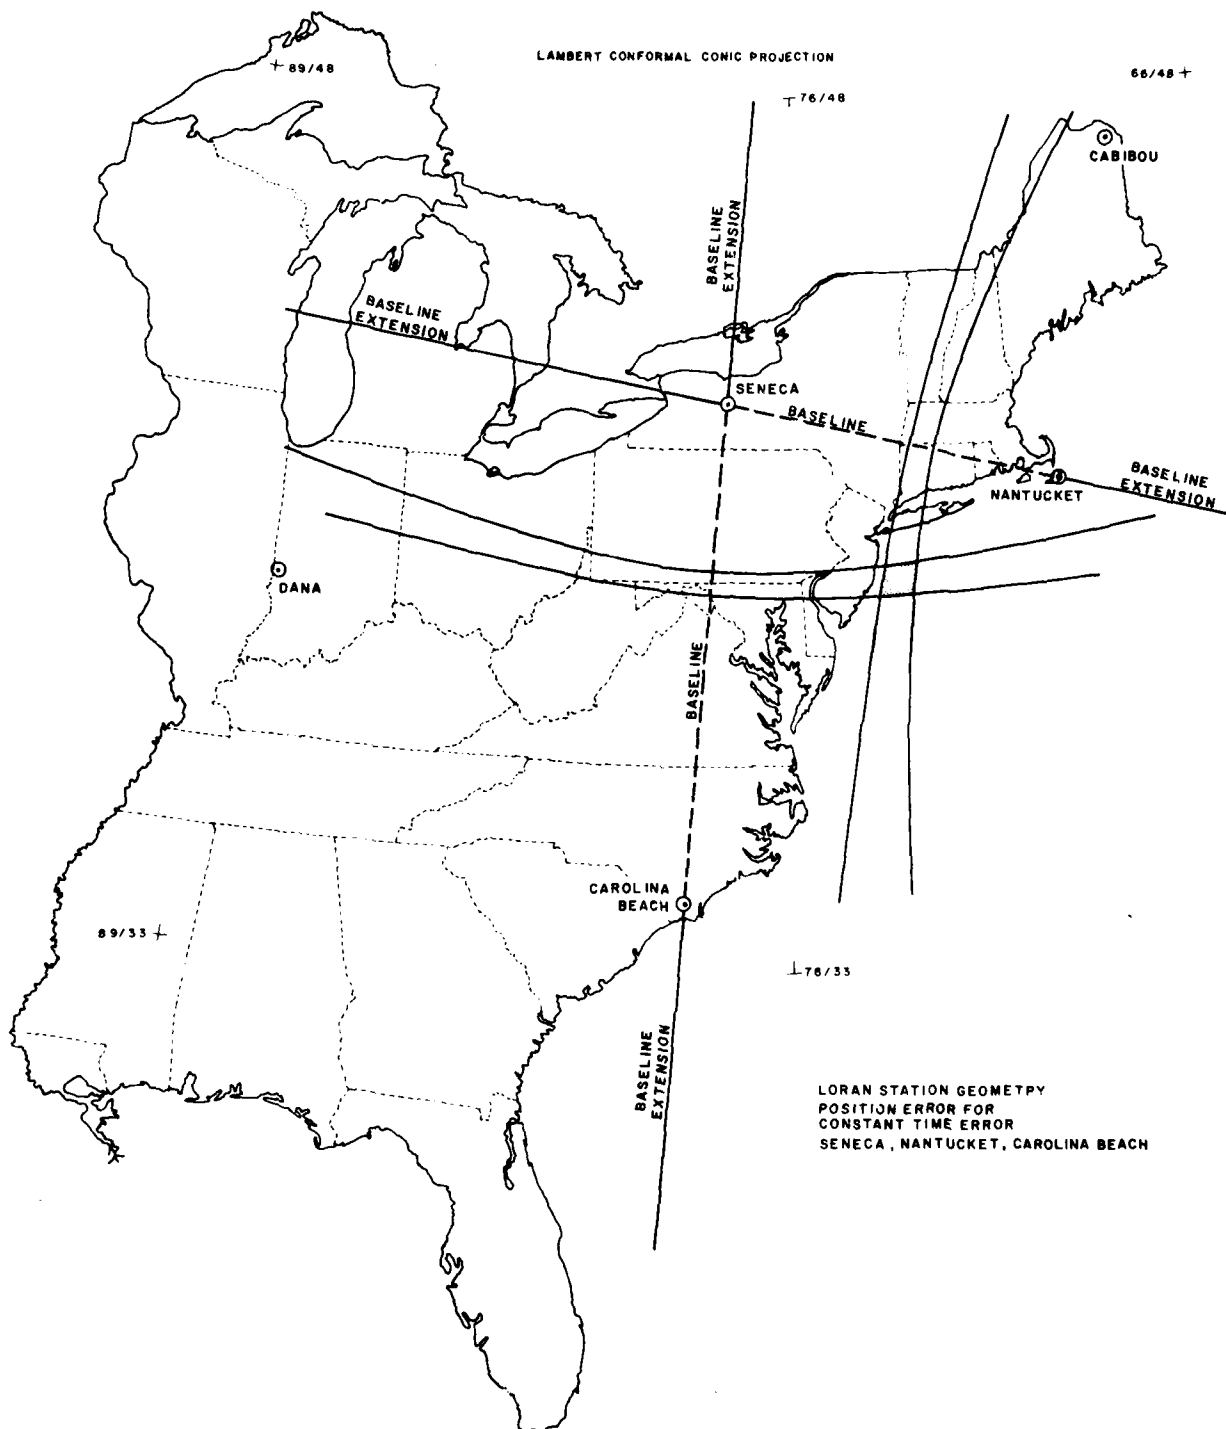 LAMBERT CONFORMAL CONIC PROJECTION
89/48
76/48
66/48
CABIBOU
BASELINE
EXTENSION
BASELINE
EXTENSION
SENECA
BASELINE
NANTUCKET
BASELINE
EXTENSION
DANA
BASELINE
CAROLINA
BEACH
89/33
76/33
BASELINE
EXTENSION
LORAN STATION GEOMETPY
POSITION ERROR FOR
CONSTANT TIME ERROR
SENECA, NANTUCKET, CAROLINA BEACH